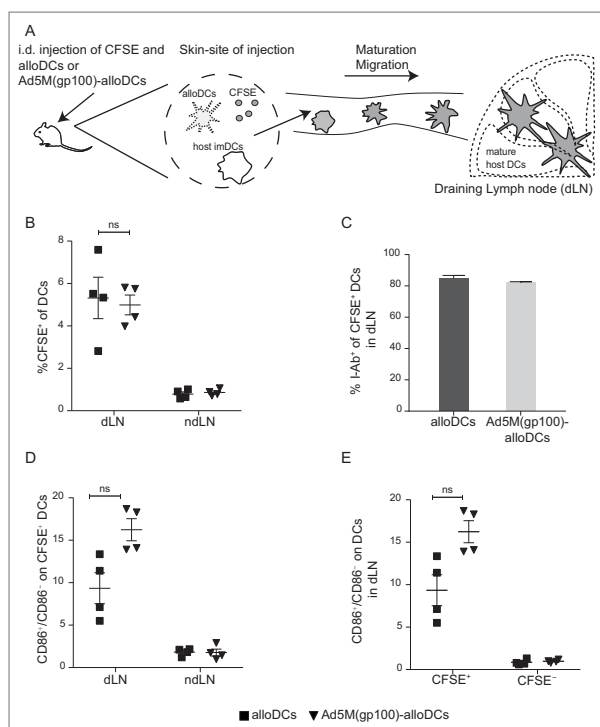 A
i.d. injection of CFSE and
alloDCs or
Ad5M(gp100)-alloDCs
Skin-site of injection
alloDCs
CFSE
host imDCs
Maturation
Migration
mature
host DCs
Draining Lymph node (dLN)
B
ns
%CFSE⁺ of DCs
10
8
6
4
2
0
dLN
ndLN
C
% I-Ab⁺ of CFSE⁺ DCs
in dLN
100
80
60
40
20
0
alloDCs
Ad5M(gp100)-
alloDCs
D
ns
CD86⁺/CD86⁻ on CFSE⁺ DCs
20
15
10
5
0
dLN
ndLN
E
ns
CD86⁺/CD86⁻ on DCs
in dLN
20
15
10
5
0
CFSE⁺
CFSE⁻
■ alloDCs ▼ Ad5M(gp100)-alloDCs